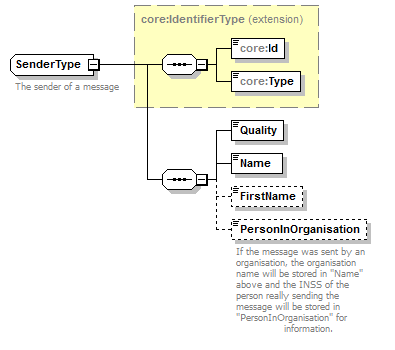 core:IdentifierType (extension)
core:Id
SenderType
core:Type
The sender of a message
Quality
Name
FirstName
PersonInOrganisation
If the message was sent by an
organisation, the organisation
name will be stored in "Name"
above and the INSS of the
person really sending the
message will be stored in
"PersonInOrganisation" for
information.